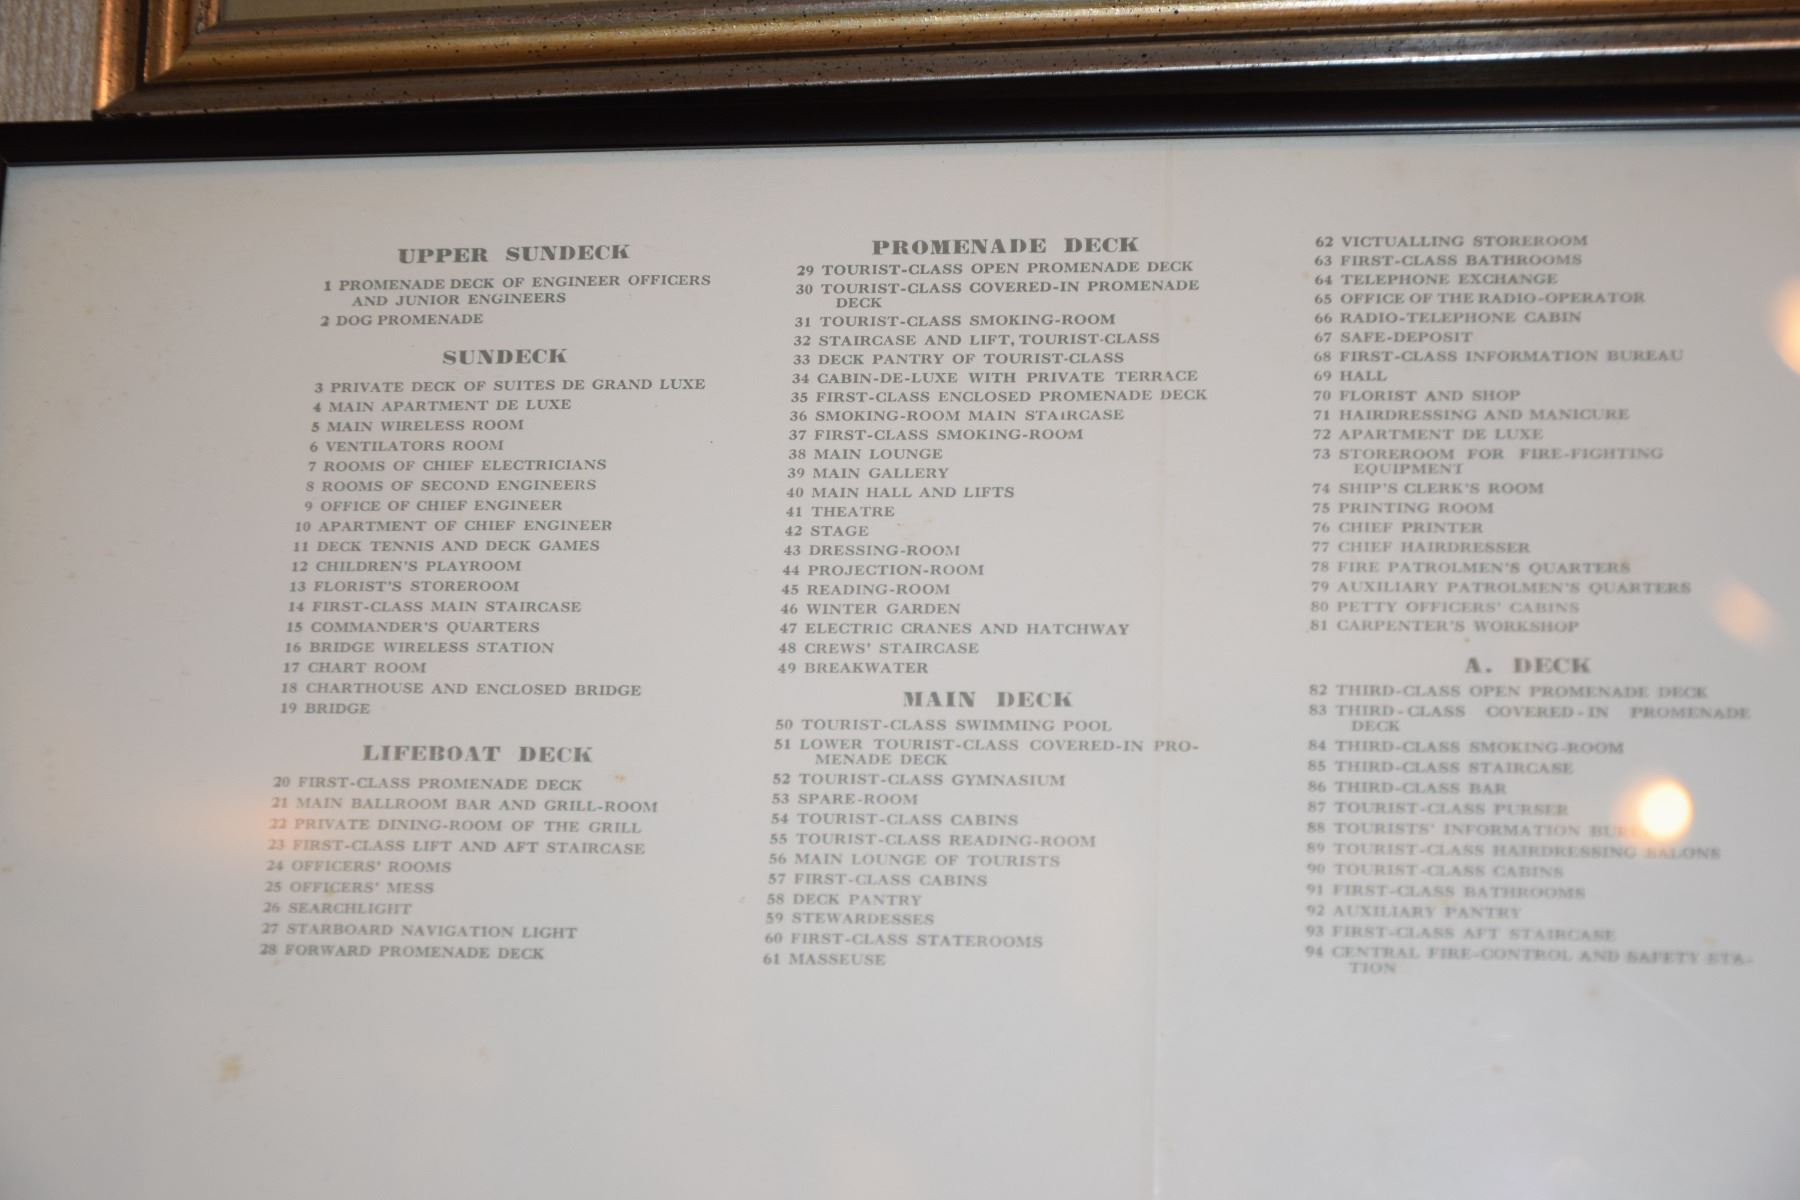 UPPER SUNDECK
1 PROMENADE DECK OF ENGINEER OFFICERS
AND JUNIOR ENGINEERS
2 DOG PROMENADE
SUNDECK
3 PRIVATE DECK OF SUITES DE GRAND LUXE
4 MAIN APARTMENT DE LUXE
5 MAIN WIRELESS ROOM
6 VENTILATORS ROOM
7 ROOMS OF CHIEF ELECTRICIANS
8 ROOMS OF SECOND ENGINEERS
9 OFFICE OF CHIEF ENGINEER
10 APARTMENT OF CHIEF ENGINEER
11 DECK TENNIS AND DECK GAMES
12 CHILDREN'S PLAYROOM
13 FLORIST'S STOREROOM
14 FIRST-CLASS MAIN STAIRCASE
15 COMMANDER'S QUARTERS
16 BRIDGE WIRELESS STATION
17 CHART ROOM
18 CHARTHOUSE AND ENCLOSED BRIDGE
19 BRIDGE
LIFEBOAT DECK
20 FIRST-CLASS PROMENADE DECK
21 MAIN BALLROOM BAR AND GRILL-ROOM
22 PRIVATE DINING-ROOM OF THE GRILL
23 FIRST-CLASS LIFT AND AFT STAIRCASE
24 OFFICERS' ROOMS
25 OFFICERS' MESS
26 SEARCHLIGHT
27 STARBOARD NAVIGATION LIGHT
28 FORWARD PROMENADE DECK
PROMENADE DECK
29 TOURIST-CLASS OPEN PROMENADE DECK
30 TOURIST-CLASS COVERED-IN PROMENADE
DECK
31 TOURIST-CLASS SMOKING-ROOM
32 STAIRCASE AND LIFT, TOURIST-CLASS
33 DECK PANTRY OF TOURIST-CLASS
34 CABIN-DE-LUXE WITH PRIVATE TERRACE
35 FIRST-CLASS ENCLOSED PROMENADE DECK
36 SMOKING-ROOM MAIN STAIRCASE
37 FIRST-CLASS SMOKING-ROOM
38 MAIN LOUNGE
39 MAIN GALLERY
40 MAIN HALL AND LIFTS
41 THEATRE
42 STAGE
43 DRESSING-ROOM
44 PROJECTION-ROOM
45 READING-ROOM
46 WINTER GARDEN
47 ELECTRIC CRANES AND HATCHWAY
48 CREWS' STAIRCASE
49 BREAKWATER
MAIN DECK
50 TOURIST-CLASS SWIMMING POOL
51 LOWER TOURIST-CLASS COVERED-IN PRO-
MENADE DECK
52 TOURIST-CLASS GYMNASIUM
53 SPARE-ROOM
54 TOURIST-CLASS CABINS
55 TOURIST-CLASS READING-ROOM
56 MAIN LOUNGE OF TOURISTS
57 FIRST-CLASS CABINS
58 DECK PANTRY
59 STEWARDESSES
60 FIRST-CLASS STATEROOMS
61 MASSEUSE
62 VICTUALLING STOREROOM
63 FIRST-CLASS BATHROOMS
64 TELEPHONE EXCHANGE
65 OFFICE OF THE RADIO-OPERATOR
66 RADIO-TELEPHONE CABIN
67 SAFE-DEPOSIT
68 FIRST-CLASS INFORMATION BUREAU
69 HALL
70 FLORIST AND SHOP
71 HAIRDRESSING AND MANICURE
72 APARTMENT DE LUXE
73 STOREROOM FOR FIRE-FIGHTING
EQUIPMENT
74 SHIP'S CLERK'S ROOM
75 PRINTING ROOM
76 CHIEF PRINTER
77 CHIEF HAIRDRESSER
78 FIRE PATROLMEN'S QUARTERS
79 AUXILIARY PATROLMEN'S QUARTERS
80 PETTY OFFICERS' CABINS
81 CARPENTER'S WORKSHOP
A. DECK
82 THIRD-CLASS OPEN PROMENADE DECK
83 THIRD-CLASS COVERED-IN PROMENADE
DECK
84 THIRD-CLASS SMOKING-ROOM
85 THIRD-CLASS STAIRCASE
86 THIRD-CLASS BAR
87 TOURIST-CLASS PURSER
88 TOURISTS' INFORMATION
89 TOURIST-CLASS HAIRDRESSING SALONS
90 TOURIST-CLASS CABINS
91 FIRST-CLASS BATHROOMS
92 AUXILIARY PANTRY
93 FIRST-CLASS AFT STAIRCASE
94 CENTRAL FIRE-CONTROL AND SAFETY STA-
TION